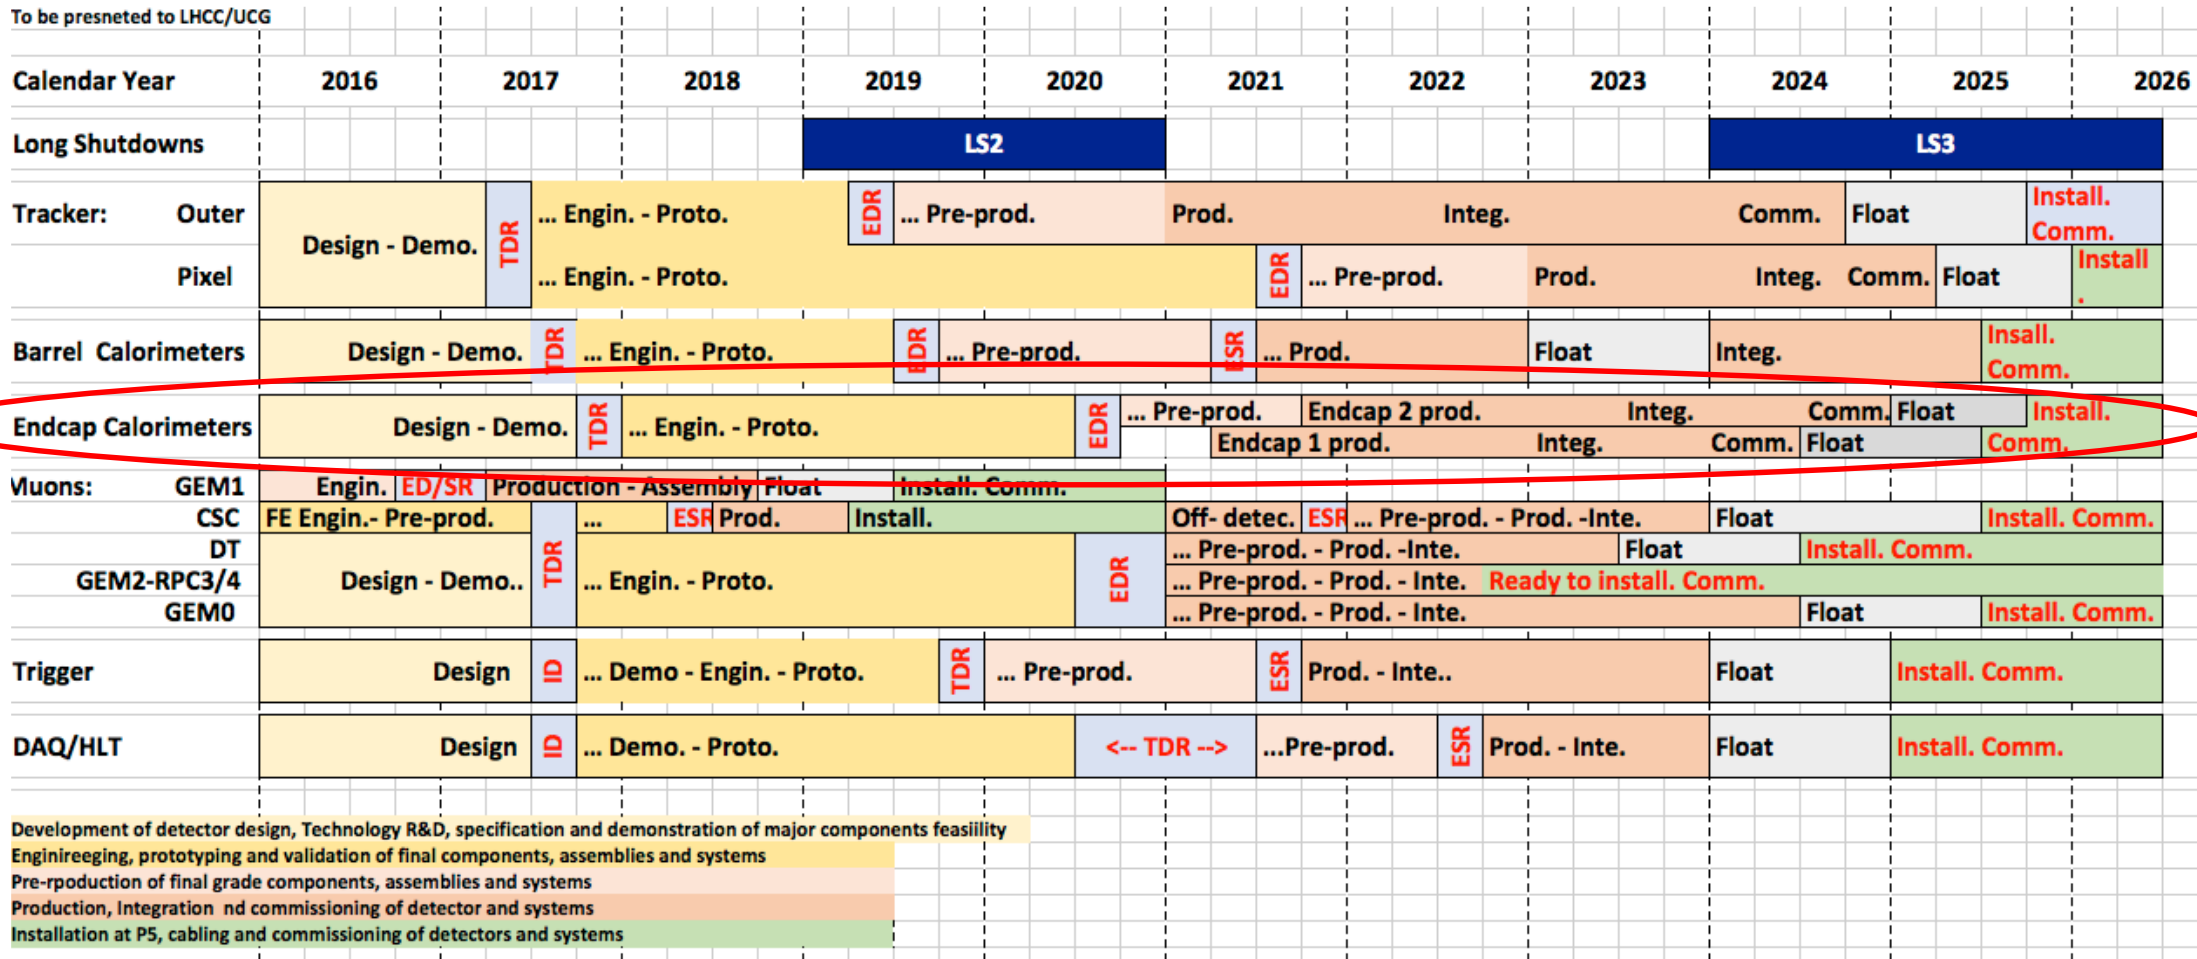 To be presneted to LHCC/UCG
Calendar Year 2016 2017 2018 2019 2020 2021 2022 2023 2024 2025 2026
Long Shutdowns LS2 LS3
Tracker: Outer Design - Demo. TDR ... Engin. - Proto. EDR ... Pre-prod. Prod. Integ. Comm. Float Install. Comm.
Pixel ... Engin. - Proto. EDR ... Pre-prod. Prod. Integ. Comm. Float Install.
Barrel Calorimeters Design - Demo. TDR ... Engin. - Proto. EDR ... Pre-prod. ESR ... Prod. Float Integ. Insall. Comm.
Endcap Calorimeters Design - Demo. TDR ... Engin. - Proto. EDR ... Pre-prod. Endcap 2 prod. Integ. Comm. Float Install.
Endcap 1 prod. Integ. Comm. Float Comm.
Muons: GEM1 Engin. ED/SR Production - Assembly Float Install. Comm.
CSC FE Engin.- Pre-prod. TDR ... ESR Prod. Install. Off- detec. ESR ... Pre-prod. - Prod. -Inte. Float Install. Comm.
DT ... Pre-prod. - Prod. -Inte. Float Install. Comm.
GEM2-RPC3/4 Design - Demo.. ... Engin. - Proto. EDR ... Pre-prod. - Prod. - Inte. Ready to install. Comm.
GEM0 ... Pre-prod. - Prod. - Inte. Float Install. Comm.
Trigger Design ID ... Demo - Engin. - Proto. TDR ... Pre-prod. ESR Prod. - Inte.. Float Install. Comm.
DAQ/HLT Design ID ... Demo. - Proto. <-- TDR --> ...Pre-prod. ESR Prod. - Inte. Float Install. Comm.
Development of detector design, Technology R&D, specification and demonstration of major components feasiility
Enginireeging, prototyping and validation of final components, assemblies and systems
Pre-rpoduction of final grade components, assemblies and systems
Production, Integration nd commissioning of detector and systems
Installation at P5, cabling and commissioning of detectors and systems